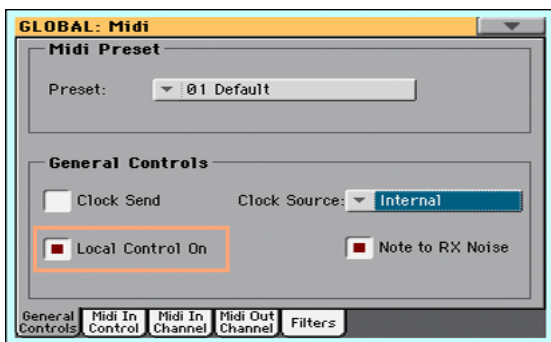 GLOBAL: Midi
Midi Preset
Preset: 01 Default
General Controls
Clock Send Clock Source: Internal
Local Control On Note to RX Noise
General Controls Midi In Control Midi In Channel Midi Out Channel Filters